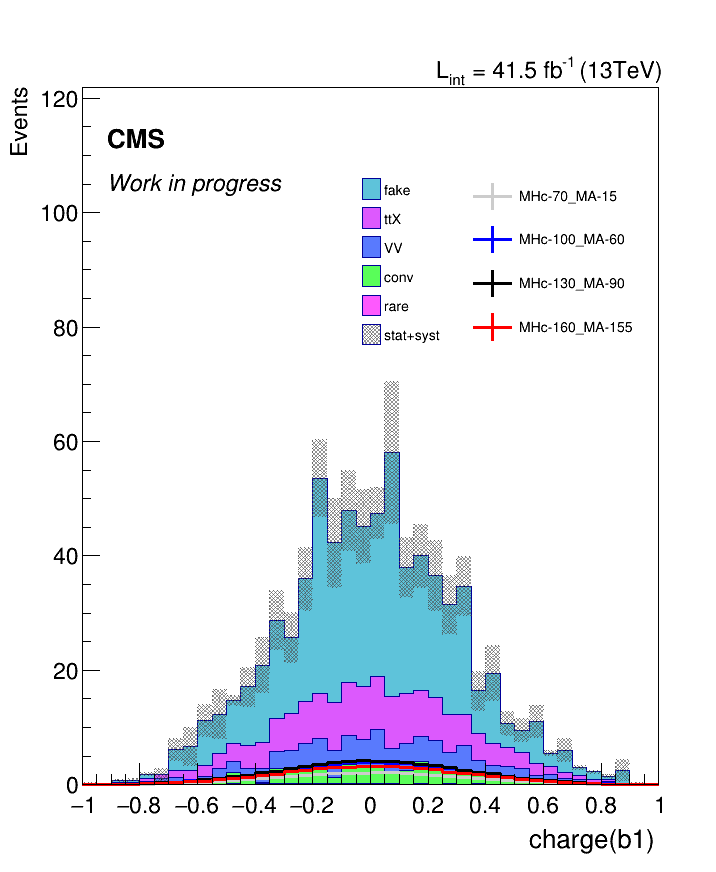 L_int = 41.5 fb^-1 (13TeV)
Events
120
100
80
60
40
20
0
CMS
Work in progress
fake
ttX
VV
conv
rare
stat+syst
MHc-70_MA-15
MHc-100_MA-60
MHc-130_MA-90
MHc-160_MA-155
−1 −0.8 −0.6 −0.4 −0.2 0 0.2 0.4 0.6 0.8 1
charge(b1)